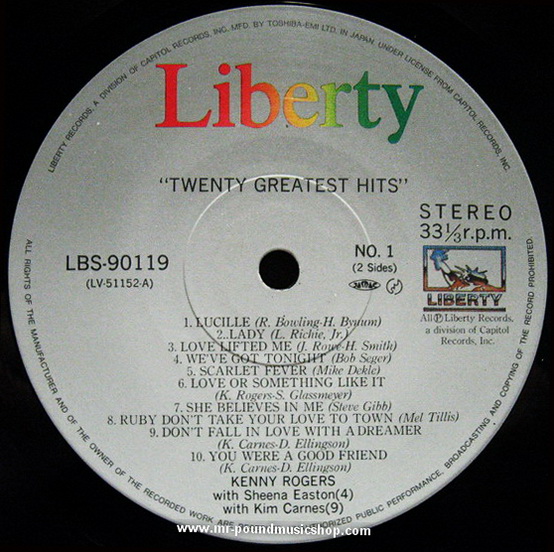 LIBERTY RECORDS, A DIVISION OF CAPITOL RECORDS, INC. MFD. BY TOSHIBA-EMI LTD. IN JAPAN UNDER LICENSE FROM CAPITOL RECORDS, INC.
Liberty
"TWENTY GREATEST HITS"
STEREO
33 1/3 r.p.m.
LBS-90119
(LV-51152-A)
NO. 1
(2 Sides)
LIBERTY
All Ⓟ Liberty Records,
a division of Capitol
Records, Inc.
1. LUCILLE (R. Bowling-H. Bynum)
2. LADY (L. Richie, Jr.)
3. LOVE LIFTED ME (J. Rowe-H. Smith)
4. WE'VE GOT TONIGHT (Bob Seger)
5. SCARLET FEVER (Mike Dekle)
6. LOVE OR SOMETHING LIKE IT
K. Rogers-S. Glassmeyer)
7. SHE BELIEVES IN ME (Steve Gibb)
8. RUBY DON'T TAKE YOUR LOVE TO TOWN (Mel Tillis)
9. DON'T FALL IN LOVE WITH A DREAMER
(K. Carnes-D. Ellingson)
10. YOU WERE A GOOD FRIEND
(K. Carnes-D. Ellingson)
KENNY ROGERS
with Sheena Easton(4)
with Kim Carnes(9)
ALL RIGHTS OF THE MANUFACTURER AND OF THE OWNER OF THE RECORDED WORK ARE PUBLIC PERFORMANCE, BROADCASTING AND COPYING OF THE RECORD PROHIBITED.
www.mr-poundmusicshop.com